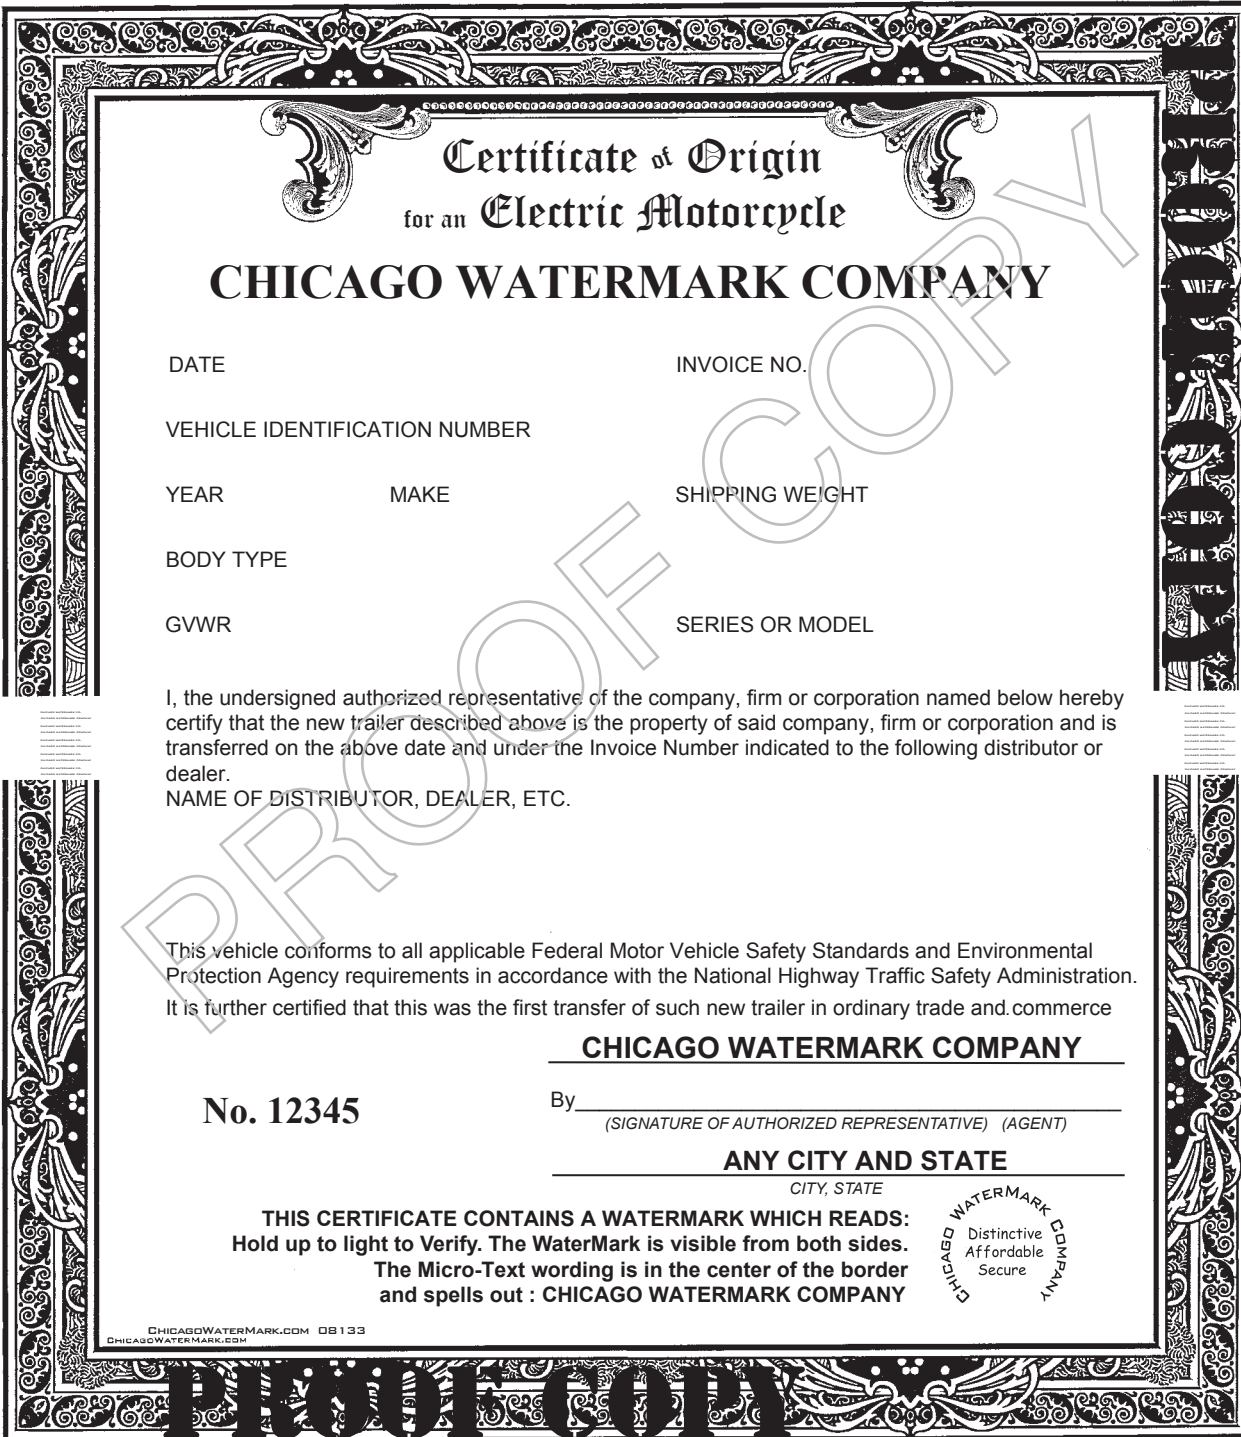 Certificate of Origin
for an Electric Motorcycle
CHICAGO WATERMARK COMPANY
DATE INVOICE NO.
VEHICLE IDENTIFICATION NUMBER
YEAR MAKE SHIPPING WEIGHT
BODY TYPE
GVWR SERIES OR MODEL
I, the undersigned authorized representative of the company, firm or corporation named below hereby
certify that the new trailer described above is the property of said company, firm or corporation and is
transferred on the above date and under the Invoice Number indicated to the following distributor or
dealer.
NAME OF DISTRIBUTOR, DEALER, ETC.
This vehicle conforms to all applicable Federal Motor Vehicle Safety Standards and Environmental
Protection Agency requirements in accordance with the National Highway Traffic Safety Administration.
It is further certified that this was the first transfer of such new trailer in ordinary trade and commerce
CHICAGO WATERMARK COMPANY
No. 12345
By
(SIGNATURE OF AUTHORIZED REPRESENTATIVE) (AGENT)
ANY CITY AND STATE
CITY, STATE
THIS CERTIFICATE CONTAINS A WATERMARK WHICH READS:
Hold up to light to Verify. The WaterMark is visible from both sides.
The Micro-Text wording is in the center of the border
and spells out : CHICAGO WATERMARK COMPANY
CHICAGO WATERMARK COMPANY
Distinctive
Affordable
Secure
CHICAGOWATERMARK.COM 08133
CHICAGOWATERMARK.COM
PROOF COPY
PROOF COPY
PROOF COPY